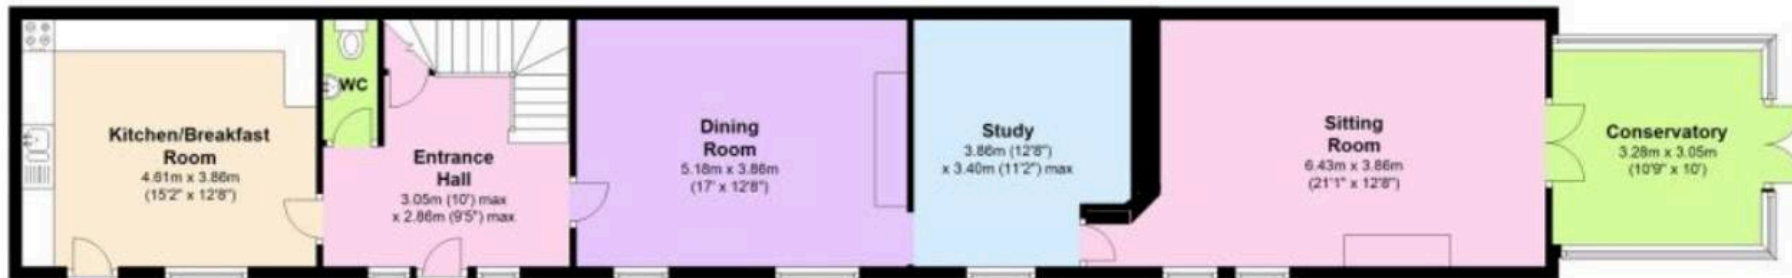 Kitchen/Breakfast
Room
4.61m x 3.86m
(15'2" x 12'8")
WC
Entrance
Hall
3.05m (10') max
x 2.86m (9'5") max
Dining
Room
5.18m x 3.86m
(17' x 12'8")
Study
3.86m (12'8")
x 3.40m (11'2") max
Sitting
Room
6.43m x 3.86m
(21'1" x 12'8")
Conservatory
3.28m x 3.05m
(10'9" x 10')